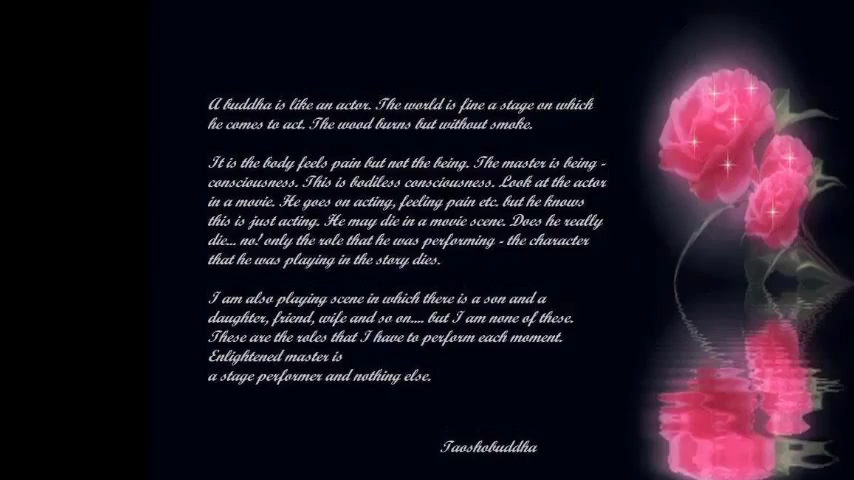 A buddha is like an actor. The world is fine a stage on which
he comes to act. The wood burns but without smoke.
It is the body feels pain but not the being. The master is being -
consciousness. This is bodiless consciousness. Look at the actor
in a movie. He goes on acting, feeling pain etc. but he knows
this is just acting. He may die in a movie scene. Does he really
die... no! only the role that he was performing - the character
that he was playing in the story dies.
I am also playing scene in which there is a son and a
daughter, friend, wife and so on.... but I am none of these.
These are the roles that I have to perform each moment.
Enlightened master is
a stage performer and nothing else.
Taoshobuddha